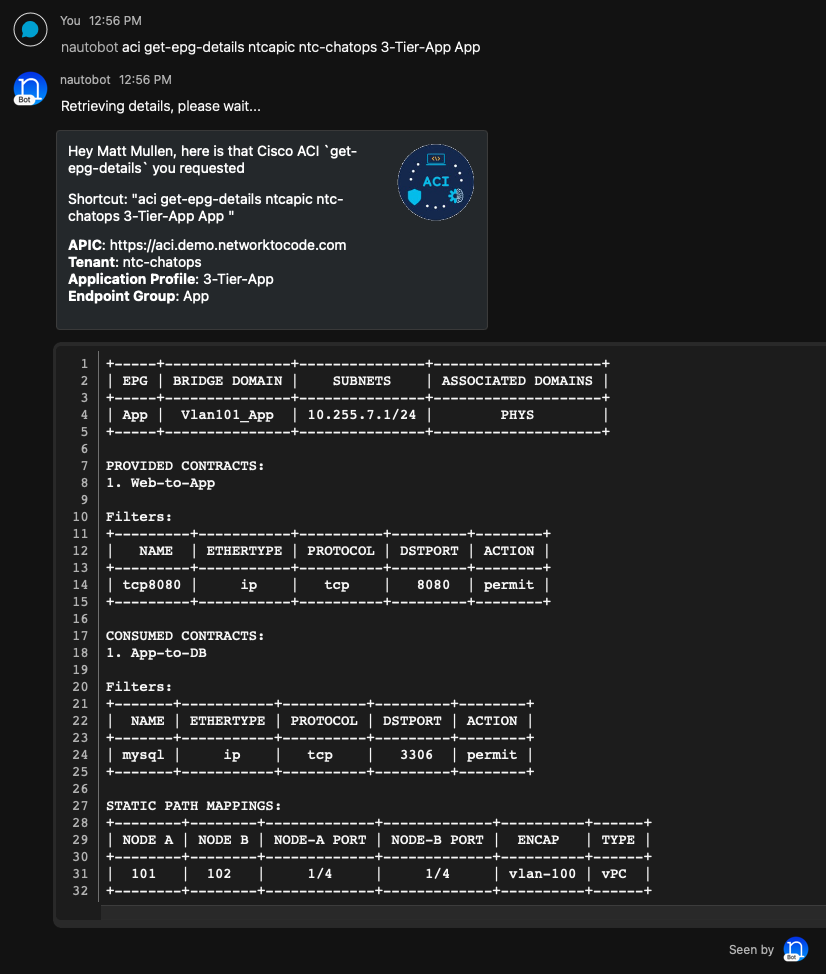 You 12:56 PM
nautobot aci get-epg-details ntcapic ntc-chatops 3-Tier-App App
nautobot 12:56 PM
Bot
Retrieving details, please wait...
Hey Matt Mullen, here is that Cisco ACI `get-
epg-details` you requested
ACI
Shortcut: "aci get-epg-details ntcapic ntc-
chatops 3-Tier-App App "
APIC: https://aci.demo.networktocode.com
Tenant: ntc-chatops
Application Profile: 3-Tier-App
Endpoint Group: App
1 +-----+---------------+---------------+--------------------+
2 | EPG | BRIDGE DOMAIN |    SUBNETS    | ASSOCIATED DOMAINS |
3 +-----+---------------+---------------+--------------------+
4 | App |  Vlan101_App  | 10.255.7.1/24 |        PHYS        |
5 +-----+---------------+---------------+--------------------+
6
7 PROVIDED CONTRACTS:
8 1. Web-to-App
9
10 Filters:
11 +---------+-----------+----------+---------+--------+
12 |   NAME  | ETHERTYPE | PROTOCOL | DSTPORT | ACTION |
13 +---------+-----------+----------+---------+--------+
14 | tcp8080 |     ip    |   tcp    |   8080  | permit |
15 +---------+-----------+----------+---------+--------+
16
17 CONSUMED CONTRACTS:
18 1. App-to-DB
19
20 Filters:
21 +-------+-----------+----------+---------+--------+
22 |  NAME | ETHERTYPE | PROTOCOL | DSTPORT | ACTION |
23 +-------+-----------+----------+---------+--------+
24 | mysql |     ip    |   tcp    |   3306  | permit |
25 +-------+-----------+----------+---------+--------+
26
27 STATIC PATH MAPPINGS:
28 +--------+--------+-------------+-------------+----------+------+
29 | NODE A | NODE B | NODE-A PORT | NODE-B PORT |  ENCAP   | TYPE |
30 +--------+--------+-------------+-------------+----------+------+
31 |  101   |  102   |     1/4     |     1/4     | vlan-100 | vPC  |
32 +--------+--------+-------------+-------------+----------+------+
Seen by
Bot